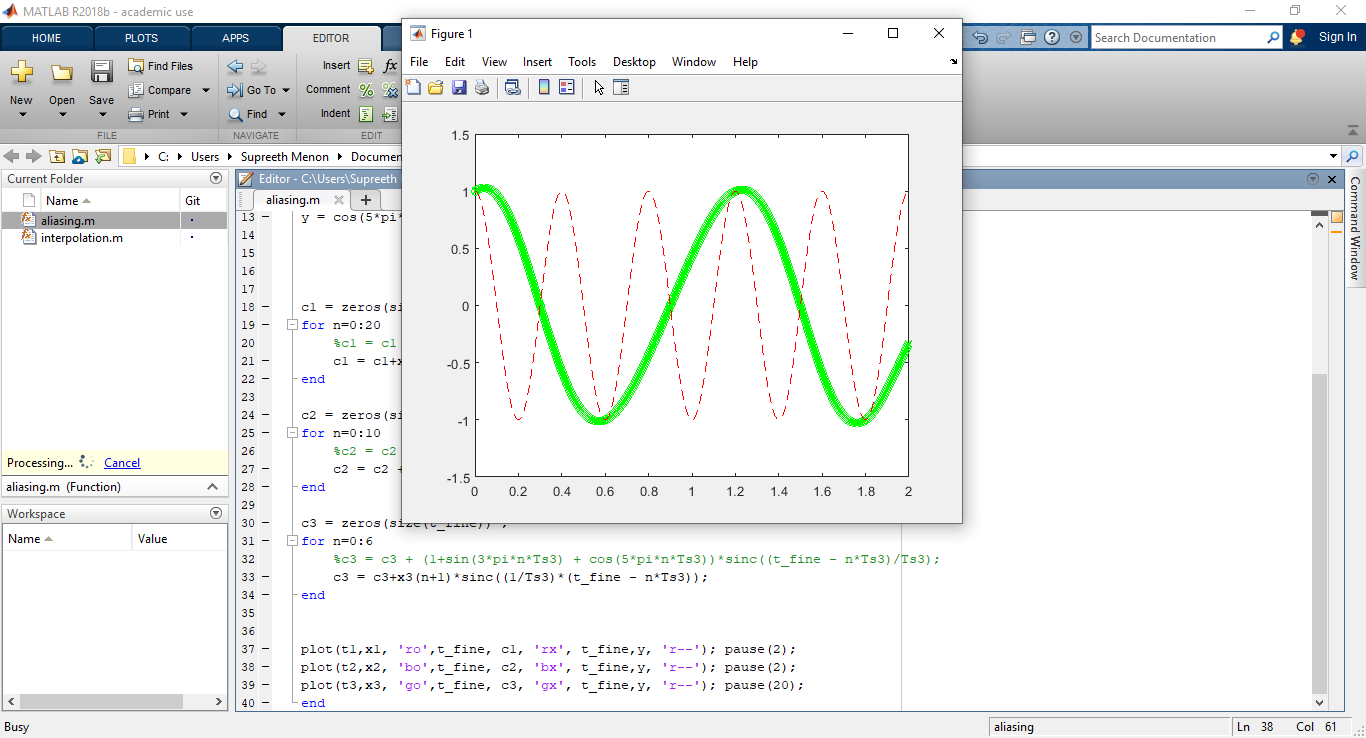 MATLAB R2018b - academic use
HOME PLOTS APPS EDITOR
Search Documentation
Sign In
New Open Save
Find Files
Compare
Print
Go To
Find
Insert
Comment
Indent
fx
FILE NAVIGATE EDIT
C: Users Supreeth Menon Documen
Current Folder
Name Git
aliasing.m
interpolation.m
Processing... Cancel
aliasing.m (Function)
Workspace
Name Value
Editor - C:\Users\Supreeth
aliasing.m
+
13 - y = cos(5*pi*
14
15
16
17
18 - c1 = zeros(si
19 - for n=0:20
20 - %c1 = c1
21 - c1 = c1+x
22 - end
23
24 - c2 = zeros(si
25 - for n=0:10
26 - %c2 = c2
27 - c2 = c2 +
28 - end
29
30 - c3 = zeros(size(t_fine)) ;
31 - for n=0:6
32 %c3 = c3 + (1+sin(3*pi*n*Ts3) + cos(5*pi*n*Ts3))*sinc((t_fine - n*Ts3)/Ts3);
33 - c3 = c3+x3(n+1)*sinc((1/Ts3)*(t_fine - n*Ts3));
34 - end
35
36
37 - plot(t1,x1, 'ro',t_fine, c1, 'rx', t_fine,y, 'r--'); pause(2);
38 - plot(t2,x2, 'bo',t_fine, c2, 'bx', t_fine,y, 'r--'); pause(2);
39 - plot(t3,x3, 'go',t_fine, c3, 'gx', t_fine,y, 'r--'); pause(20);
40 - end
Figure 1
File Edit View Insert Tools Desktop Window Help
1.5
1
0.5
0
-0.5
-1
-1.5
0 0.2 0.4 0.6 0.8 1 1.2 1.4 1.6 1.8 2
Command Window
Busy
aliasing
Ln 38 Col 61